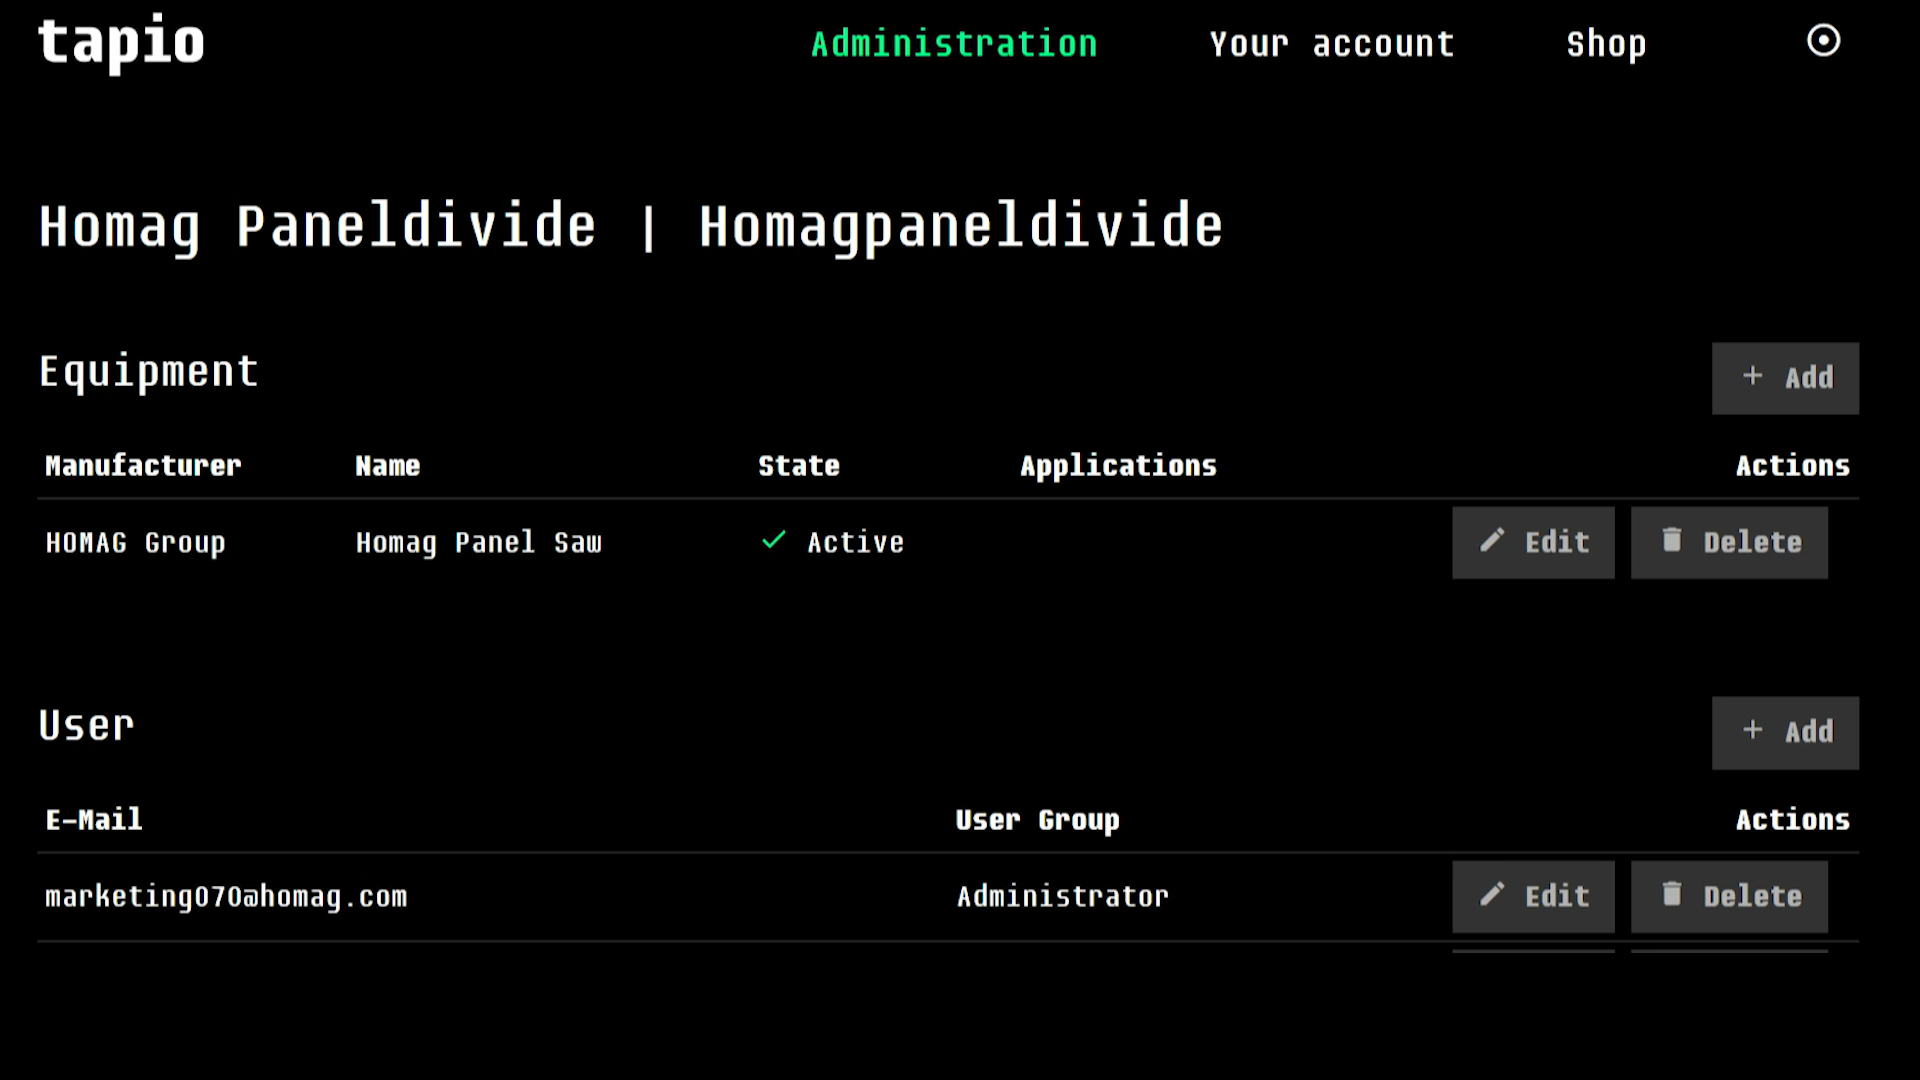 tapio Administration Your account Shop
Homag Paneldivide | Homagpaneldivide
Equipment + Add
Manufacturer Name State Applications Actions
HOMAG Group Homag Panel Saw Active Edit Delete
User + Add
E-Mail User Group Actions
marketing070@homag.com Administrator Edit Delete